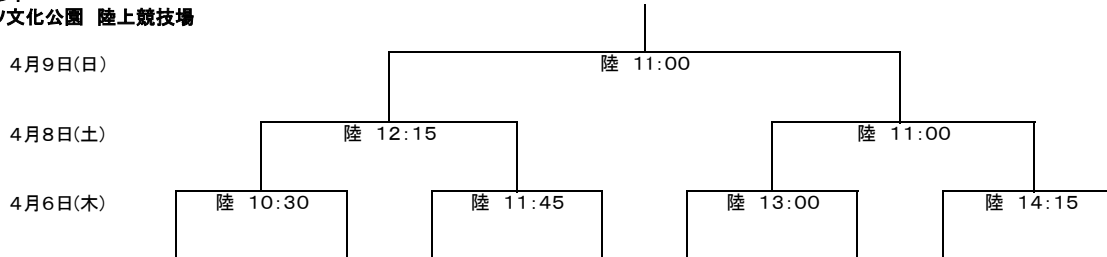 文化公園 陸上競技場
4月9日(日) 陸 11:00
4月8日(土) 陸 12:15 陸 11:00
4月6日(木) 陸 10:30 陸 11:45 陸 13:00 陸 14:15